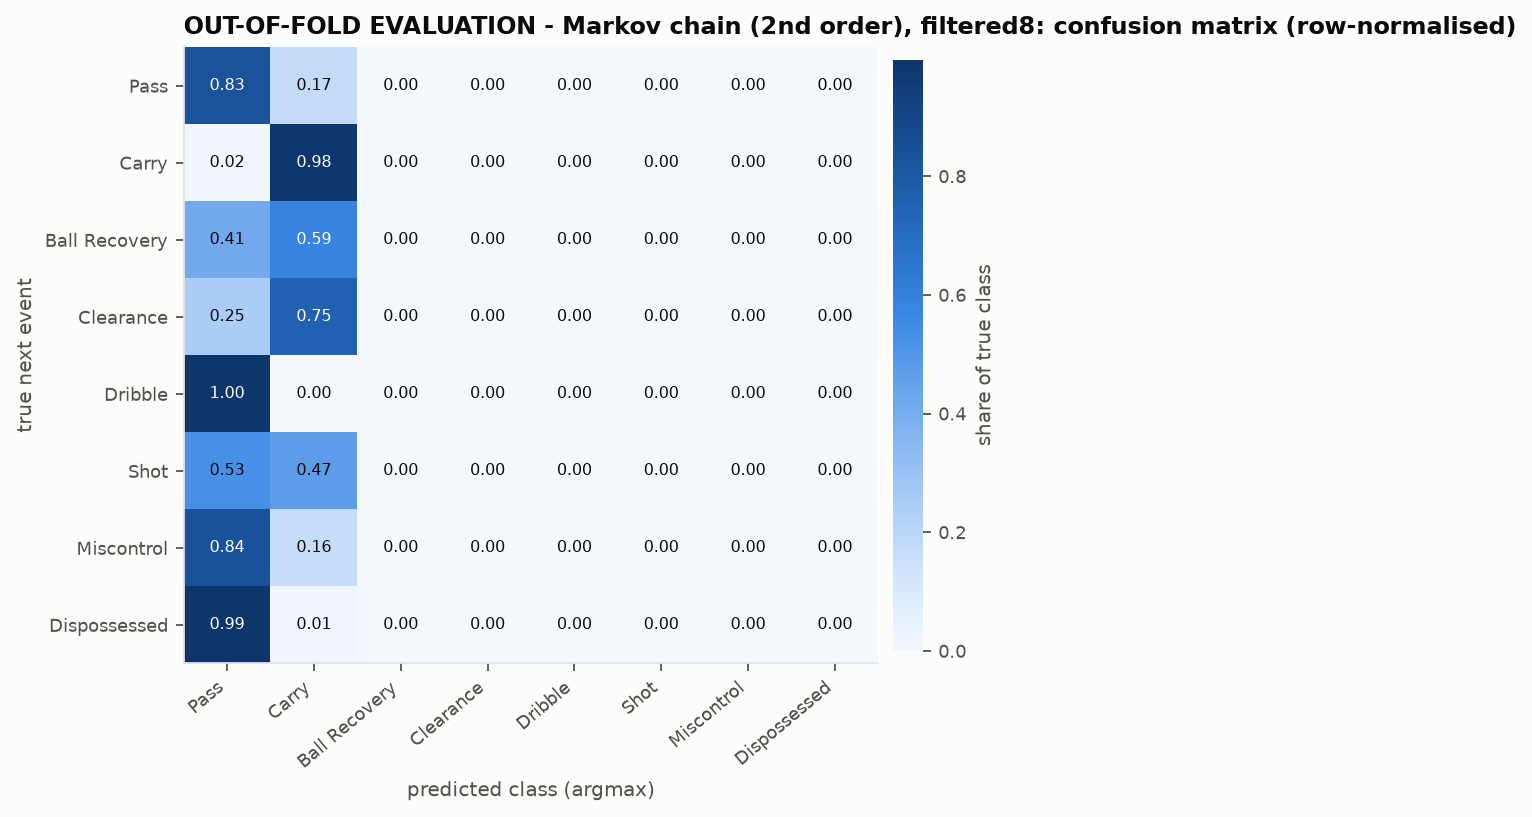 OUT-OF-FOLD EVALUATION - Markov chain (2nd order), filtered8: confusion matrix (row-normalised)
Pass 0.83 0.17 0.00 0.00 0.00 0.00 0.00 0.00
Carry 0.02 0.98 0.00 0.00 0.00 0.00 0.00 0.00
Ball Recovery 0.41 0.59 0.00 0.00 0.00 0.00 0.00 0.00
Clearance 0.25 0.75 0.00 0.00 0.00 0.00 0.00 0.00
Dribble 1.00 0.00 0.00 0.00 0.00 0.00 0.00 0.00
Shot 0.53 0.47 0.00 0.00 0.00 0.00 0.00 0.00
Miscontrol 0.84 0.16 0.00 0.00 0.00 0.00 0.00 0.00
Dispossessed 0.99 0.01 0.00 0.00 0.00 0.00 0.00 0.00
true next event
Pass Carry Ball Recovery Clearance Dribble Shot Miscontrol Dispossessed
predicted class (argmax)
0.8
0.6
0.4
0.2
0.0
share of true class